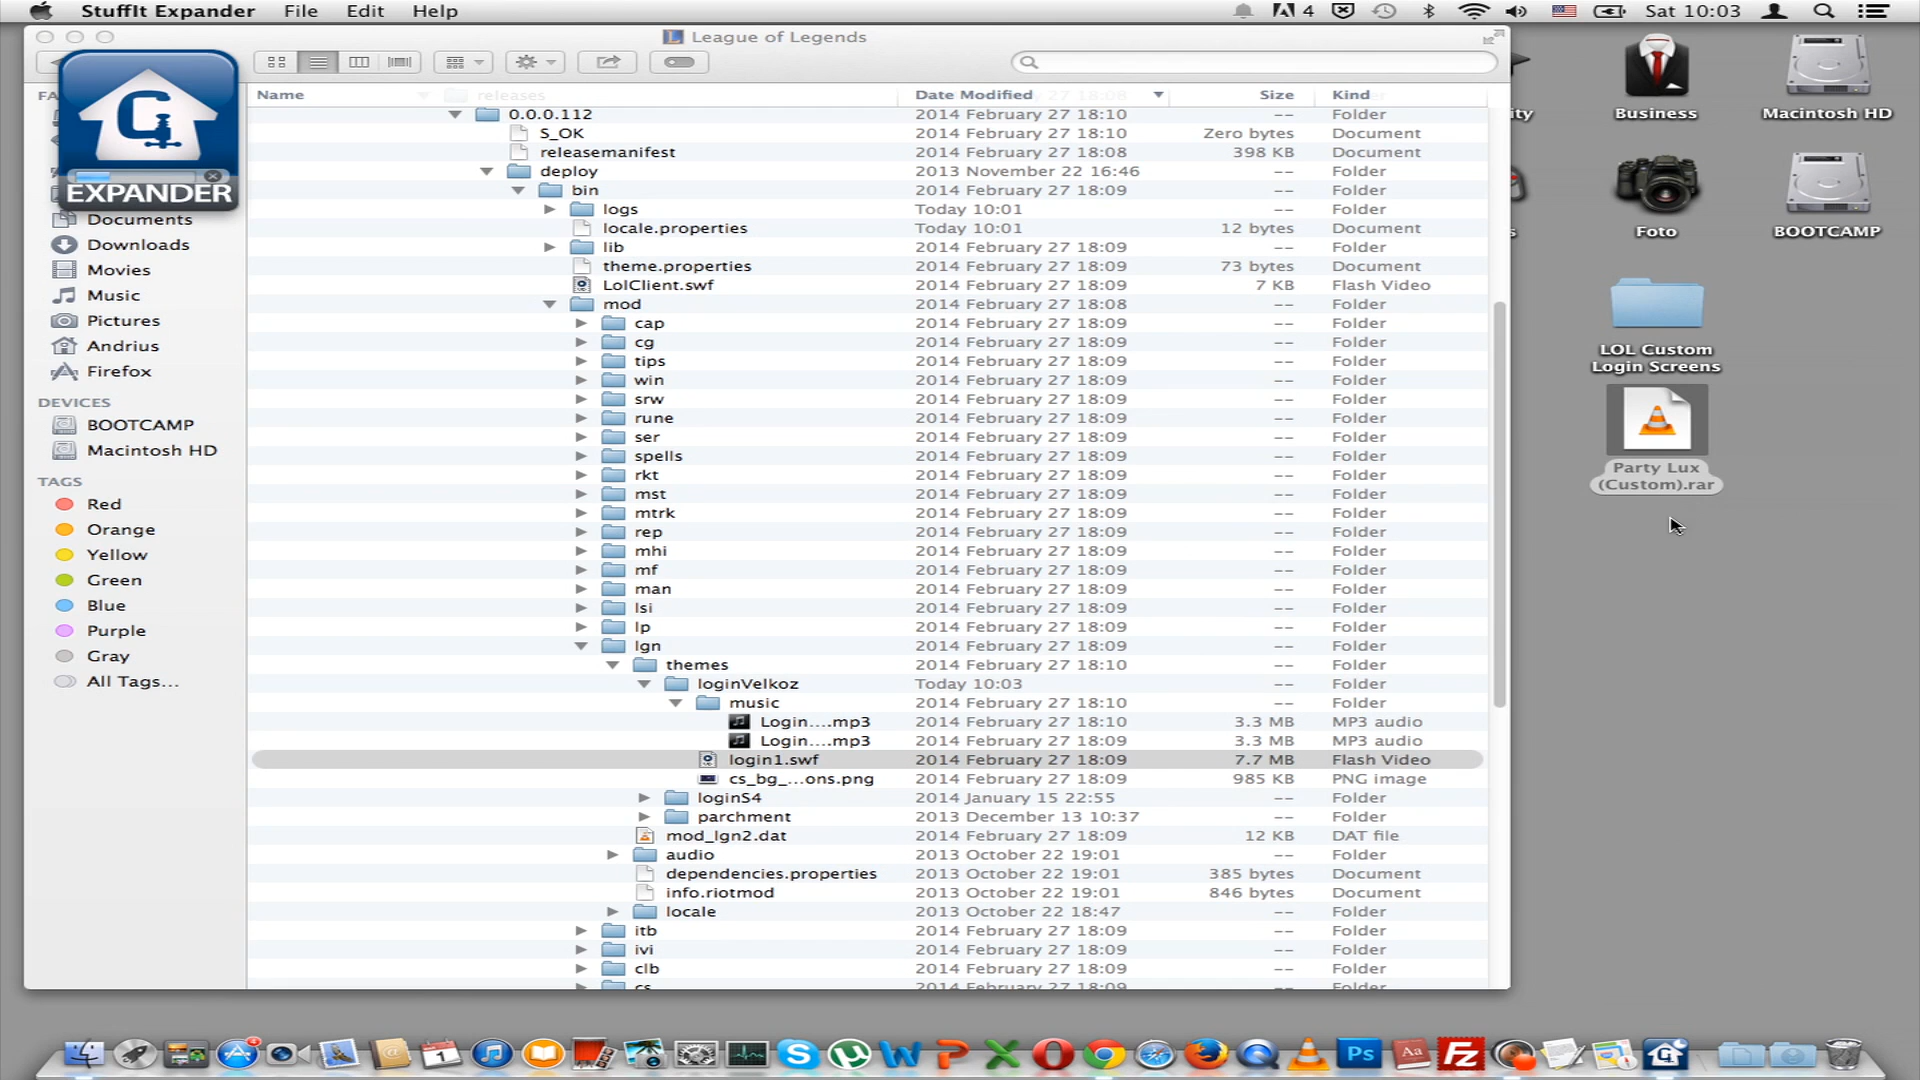 StuffIt Expander File Edit Help
4 Sat 10:03
League of Legends
EXPANDER
FA
Documents
Downloads
Movies
Music
Pictures
Andrius
Firefox
DEVICES
BOOTCAMP
Macintosh HD
TAGS
Red
Orange
Yellow
Green
Blue
Purple
Gray
All Tags...
Name Date Modified Size Kind
releases
0.0.0.112 2014 February 27 18:10 -- Folder
S_OK 2014 February 27 18:10 Zero bytes Document
releasemanifest 2014 February 27 18:08 398 KB Document
deploy 2013 November 22 16:46 -- Folder
bin 2014 February 27 18:09 -- Folder
logs Today 10:01 -- Folder
locale.properties Today 10:01 12 bytes Document
lib 2014 February 27 18:09 -- Folder
theme.properties 2014 February 27 18:09 73 bytes Document
LolClient.swf 2014 February 27 18:09 7 KB Flash Video
mod 2014 February 27 18:08 -- Folder
cap 2014 February 27 18:09 -- Folder
cg 2014 February 27 18:09 -- Folder
tips 2014 February 27 18:09 -- Folder
win 2014 February 27 18:09 -- Folder
srw 2014 February 27 18:09 -- Folder
rune 2014 February 27 18:09 -- Folder
ser 2014 February 27 18:09 -- Folder
spells 2014 February 27 18:09 -- Folder
rkt 2014 February 27 18:09 -- Folder
mst 2014 February 27 18:09 -- Folder
mtrk 2014 February 27 18:09 -- Folder
rep 2014 February 27 18:09 -- Folder
mhi 2014 February 27 18:09 -- Folder
mf 2014 February 27 18:09 -- Folder
man 2014 February 27 18:09 -- Folder
lsi 2014 February 27 18:09 -- Folder
lp 2014 February 27 18:09 -- Folder
lgn 2014 February 27 18:09 -- Folder
themes 2014 February 27 18:10 -- Folder
loginVelkoz Today 10:03 -- Folder
music 2014 February 27 18:10 -- Folder
Login....mp3 2014 February 27 18:10 3.3 MB MP3 audio
Login....mp3 2014 February 27 18:09 3.3 MB MP3 audio
login1.swf 2014 February 27 18:09 7.7 MB Flash Video
cs_bg_...ons.png 2014 February 27 18:09 985 KB PNG image
loginS4 2014 January 15 22:55 -- Folder
parchment 2013 December 13 10:37 -- Folder
mod_lgn2.dat 2014 February 27 18:09 12 KB DAT file
audio 2013 October 22 19:01 -- Folder
dependencies.properties 2013 October 22 19:01 385 bytes Document
info.riotmod 2013 October 22 19:01 846 bytes Document
locale 2013 October 22 18:47 -- Folder
itb 2014 February 27 18:09 -- Folder
ivi 2014 February 27 18:09 -- Folder
clb 2014 February 27 18:09 -- Folder
cs 2014 February 27 18:09 -- Folder
Business
Macintosh HD
Foto
BOOTCAMP
LOL Custom
Login Screens
Party Lux
(Custom).rar
Ps
Aa
Fz